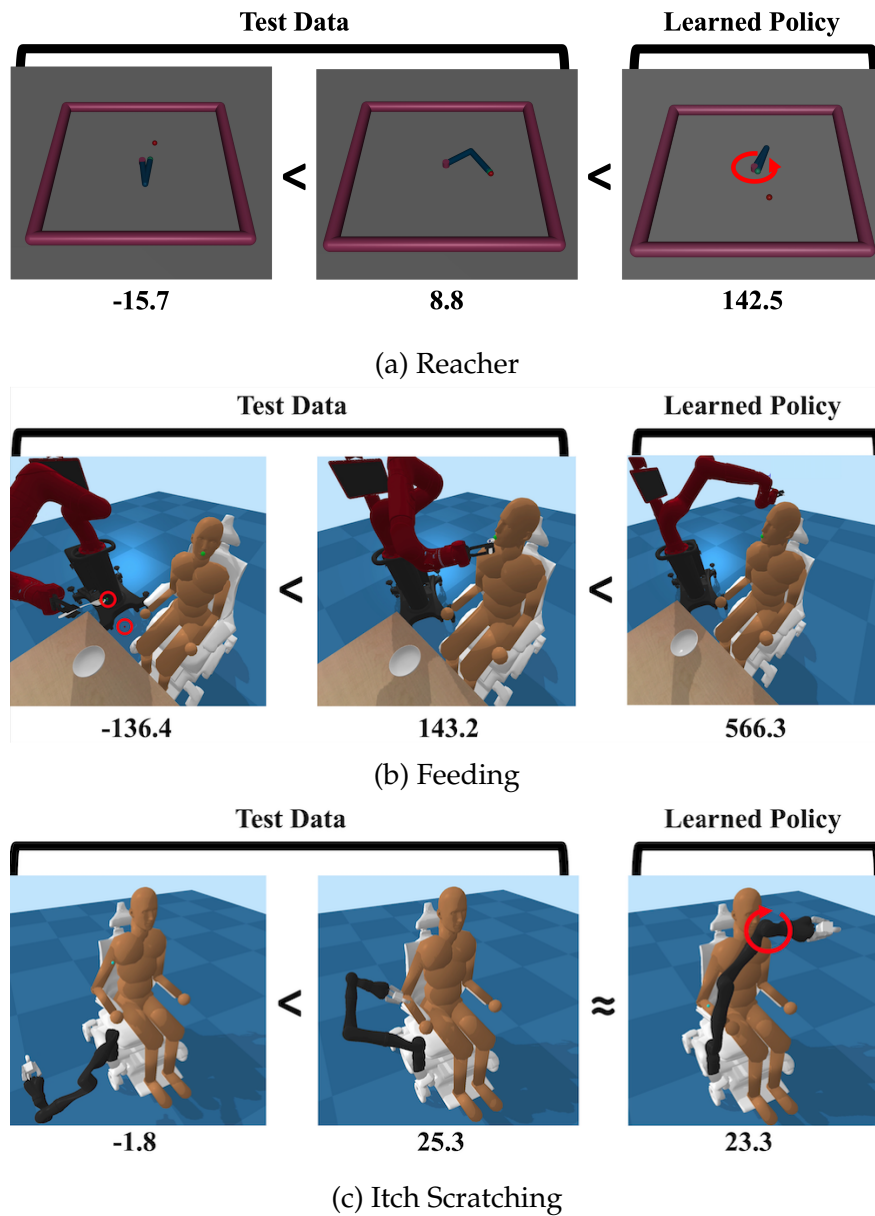 Test Data Learned Policy
< <
-15.7 8.8 142.5
(a) Reacher
Test Data Learned Policy
< <
-136.4 143.2 566.3
(b) Feeding
Test Data Learned Policy
< ≈
-1.8 25.3 23.3
(c) Itch Scratching